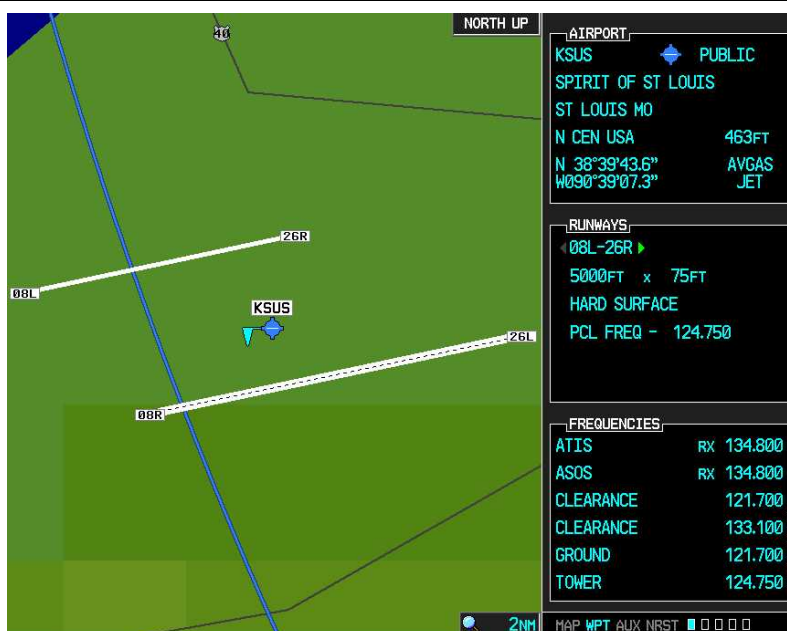 NORTH UP
40
26R
08L
KSUS
26L
08R
2NM
AIRPORT
KSUS PUBLIC
SPIRIT OF ST LOUIS
ST LOUIS MO
N CEN USA 463FT
N 38°39'43.6" AVGAS
W090°39'07.3" JET
RUNWAYS
08L-26R
5000FT x 75FT
HARD SURFACE
PCL FREQ - 124.750
FREQUENCIES
ATIS RX 134.800
ASOS RX 134.800
CLEARANCE 121.700
CLEARANCE 133.100
GROUND 121.700
TOWER 124.750
MAP WPT AUX NRST